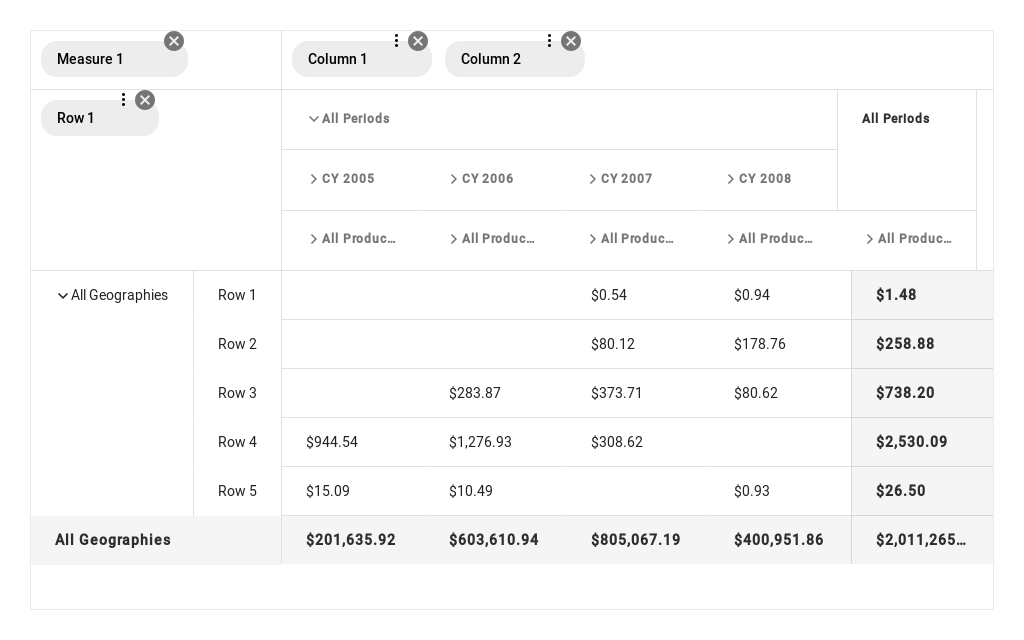 Measure 1 Column 1 Column 2
Row 1
All Periods All Periods
CY 2005 CY 2006 CY 2007 CY 2008
All Produc… All Produc… All Produc… All Produc… All Produc…
All Geographies Row 1 $0.54 $0.94 $1.48
Row 2 $80.12 $178.76 $258.88
Row 3 $283.87 $373.71 $80.62 $738.20
Row 4 $944.54 $1,276.93 $308.62 $2,530.09
Row 5 $15.09 $10.49 $0.93 $26.50
All Geographies $201,635.92 $603,610.94 $805,067.19 $400,951.86 $2,011,265…